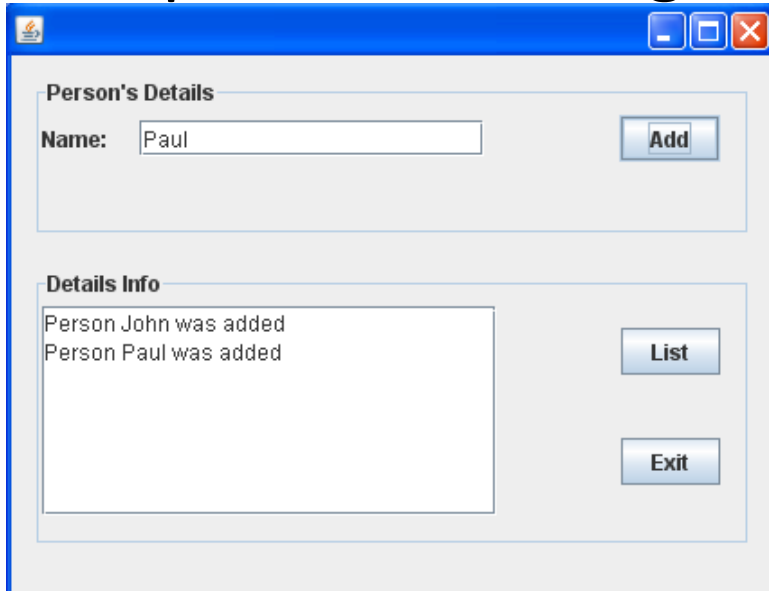 Person's Details
Name: Paul Add
Details Info
Person John was added
Person Paul was added
List
Exit